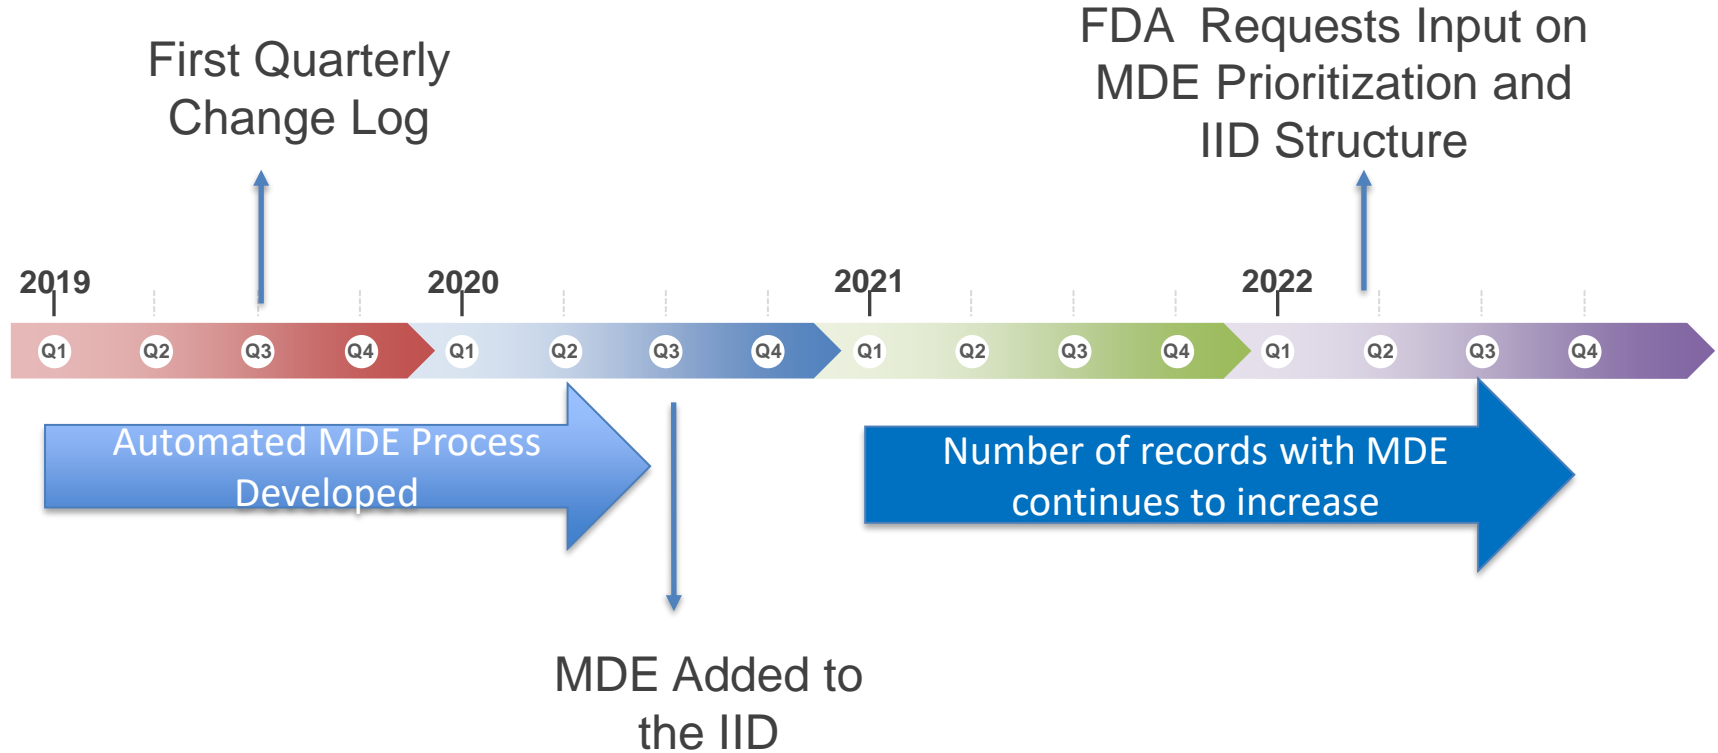 First Quarterly
Change Log
FDA  Requests Input on
MDE Prioritization and
IID Structure
2019
2020
2021
2022
Q1
Q2
Q3
Q4
Q1
Q2
Q3
Q4
Q1
Q2
Q3
Q4
Q1
Q2
Q3
Q4
Automated MDE Process
Developed
Number of records with MDE
continues to increase
MDE Added to
the IID